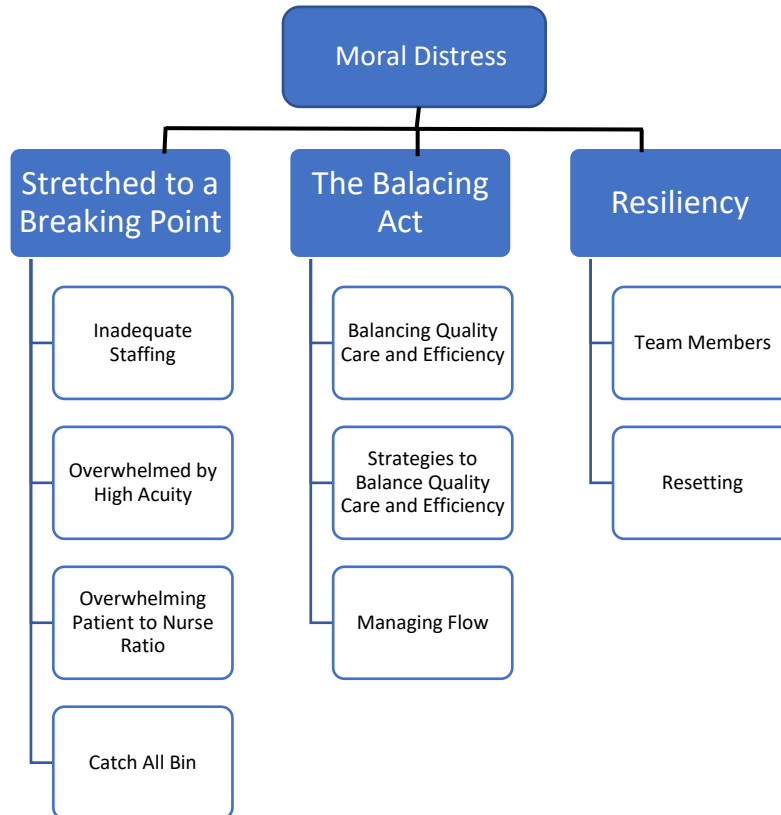 Moral Distress
Stretched to a
Breaking Point
Inadequate
Staffing
Overwhelmed by
High Acuity
Overwhelming
Patient to Nurse
Ratio
Catch All Bin
The Balacing
Act
Balancing Quality
Care and Efficiency
Strategies to
Balance Quality
Care and Efficiency
Managing Flow
Resiliency
Team Members
Resetting